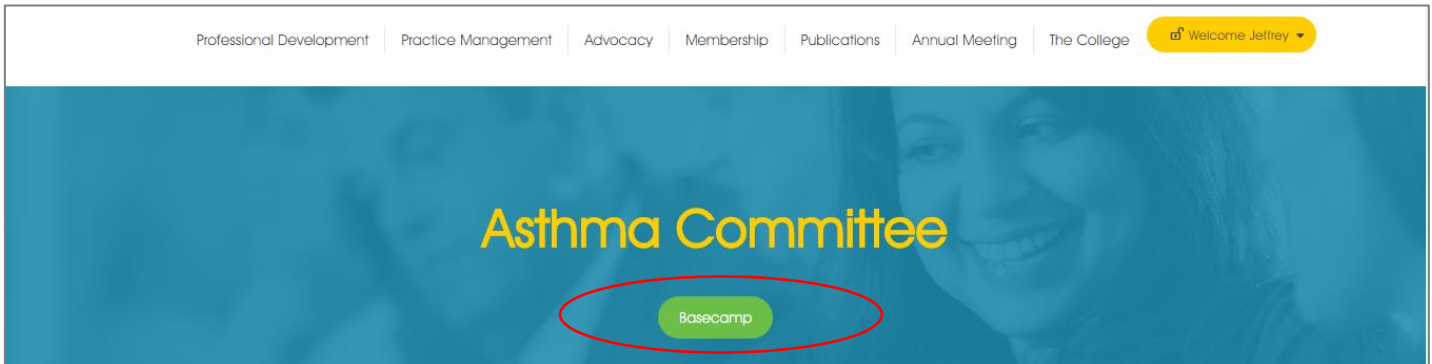 Professional Development Practice Management Advocacy Membership Publications Annual Meeting The College Welcome Jeffrey
Asthma Committee
Basecamp